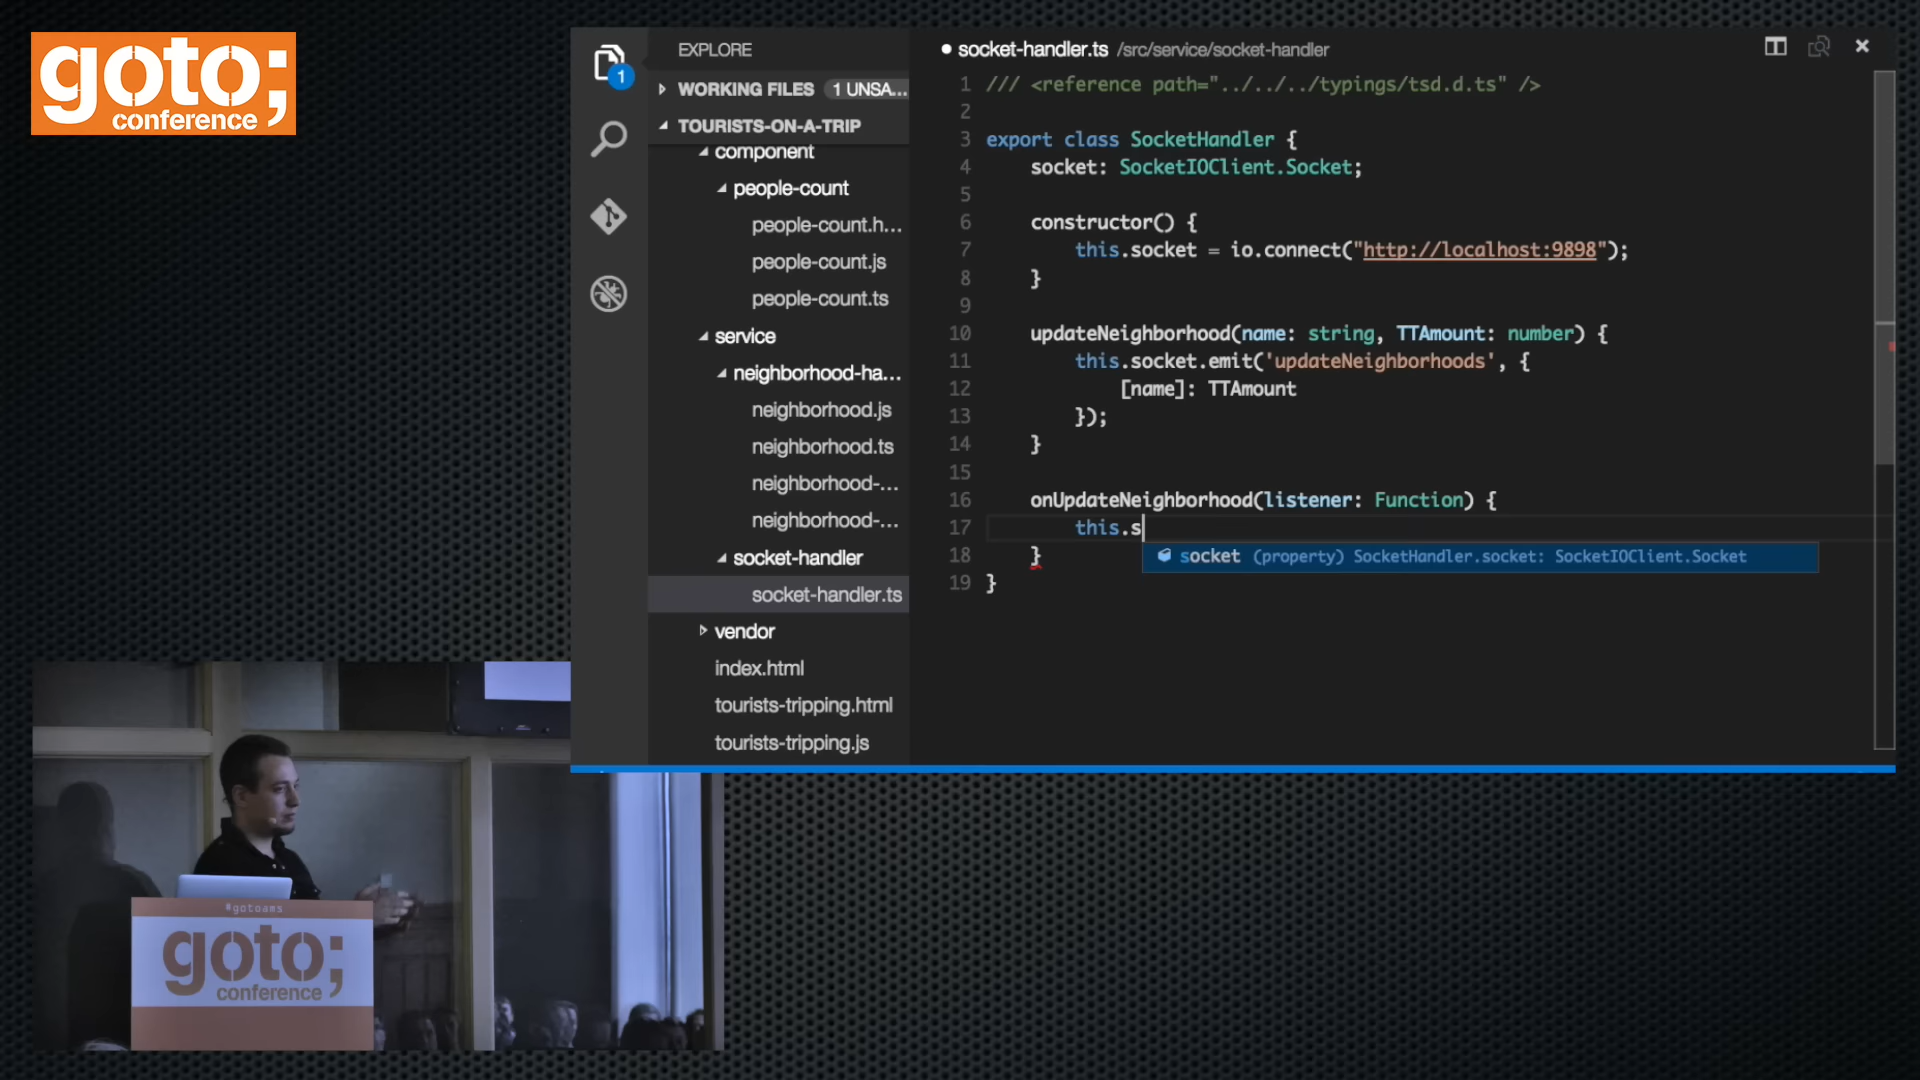 goto;
conference
1
EXPLORE
WORKING FILES 1 UNSA...
TOURISTS-ON-A-TRIP
component
people-count
people-count.h...
people-count.js
people-count.ts
service
neighborhood-ha...
neighborhood.js
neighborhood.ts
neighborhood-...
neighborhood-...
socket-handler
socket-handler.ts
vendor
index.html
tourists-tripping.html
tourists-tripping.js
socket-handler.ts /src/service/socket-handler
1 /// <reference path="../../../typings/tsd.d.ts" />
2
3 export class SocketHandler {
4 socket: SocketIOClient.Socket;
5
6 constructor() {
7 this.socket = io.connect("http://localhost:9898");
8 }
9
10 updateNeighborhood(name: string, TTAmount: number) {
11 this.socket.emit('updateNeighborhoods', {
12 [name]: TTAmount
13 });
14 }
15
16 onUpdateNeighborhood(listener: Function) {
17 this.s
18 }
socket (property) SocketHandler.socket: SocketIOClient.Socket
19 }
#gotoams
goto;
conference